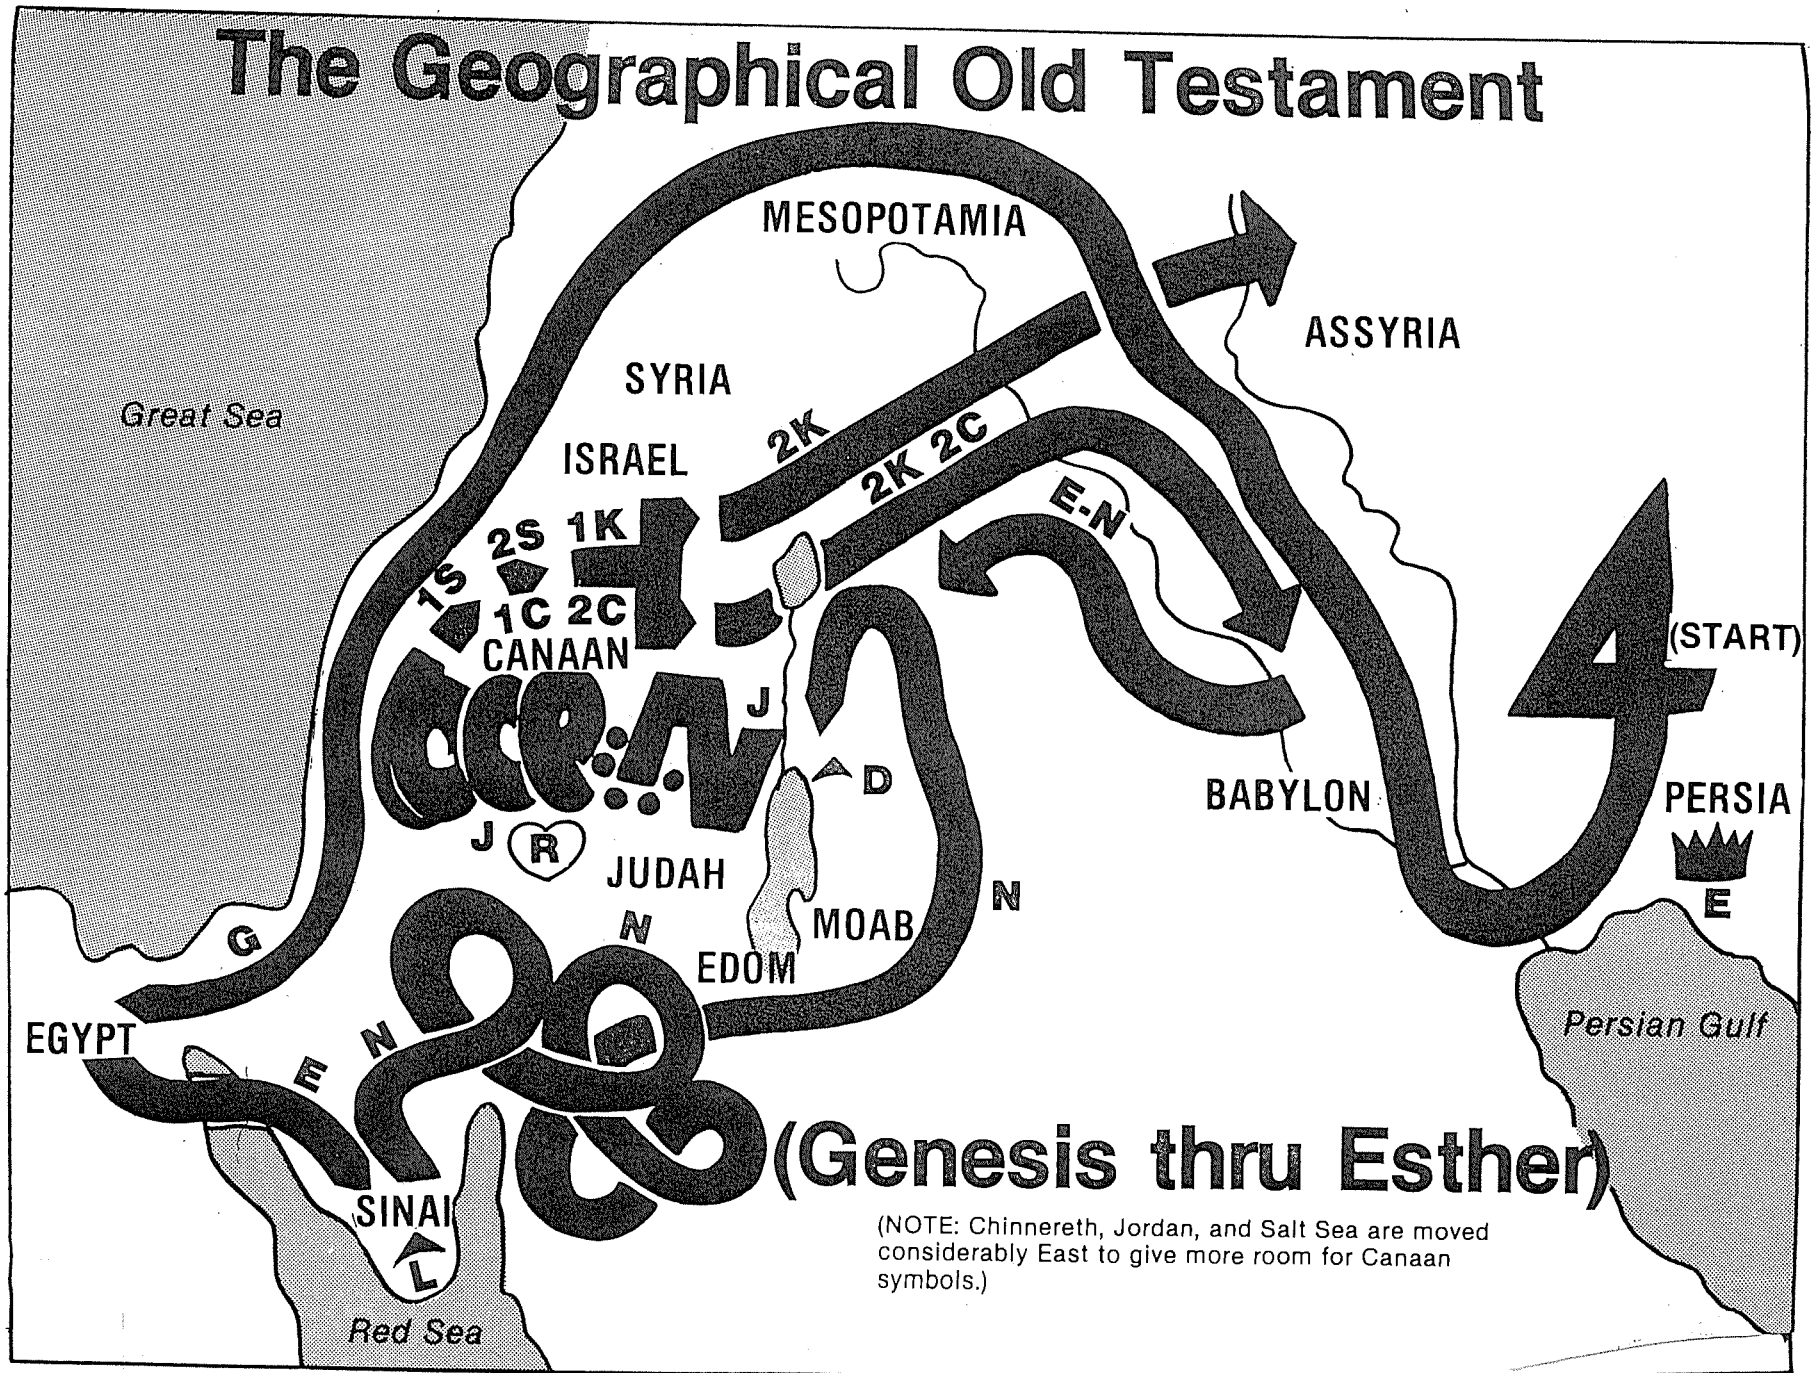 The Geographical Old Testament
MESOPOTAMIA
ASSYRIA
SYRIA
Great Sea
ISRAEL
2K
2K 2C
E-N
2S 1K
1S
1C 2C
CANAAN
4
(START)
J
D
BABYLON
PERSIA
J
R
JUDAH
E
N
N
MOAB
G
EDOM
EGYPT
N
E
Persian Gulf
(Genesis thru Esther)
SINAI
(NOTE: Chinnereth, Jordan, and Salt Sea are moved
considerably East to give more room for Canaan
symbols.)
L
Red Sea